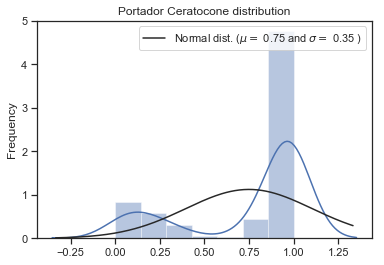 Portador Ceratocone distribution
Normal dist. (μ = 0.75 and σ = 0.35 )
Frequency
5
4
3
2
1
0
−0.25 0.00 0.25 0.50 0.75 1.00 1.25